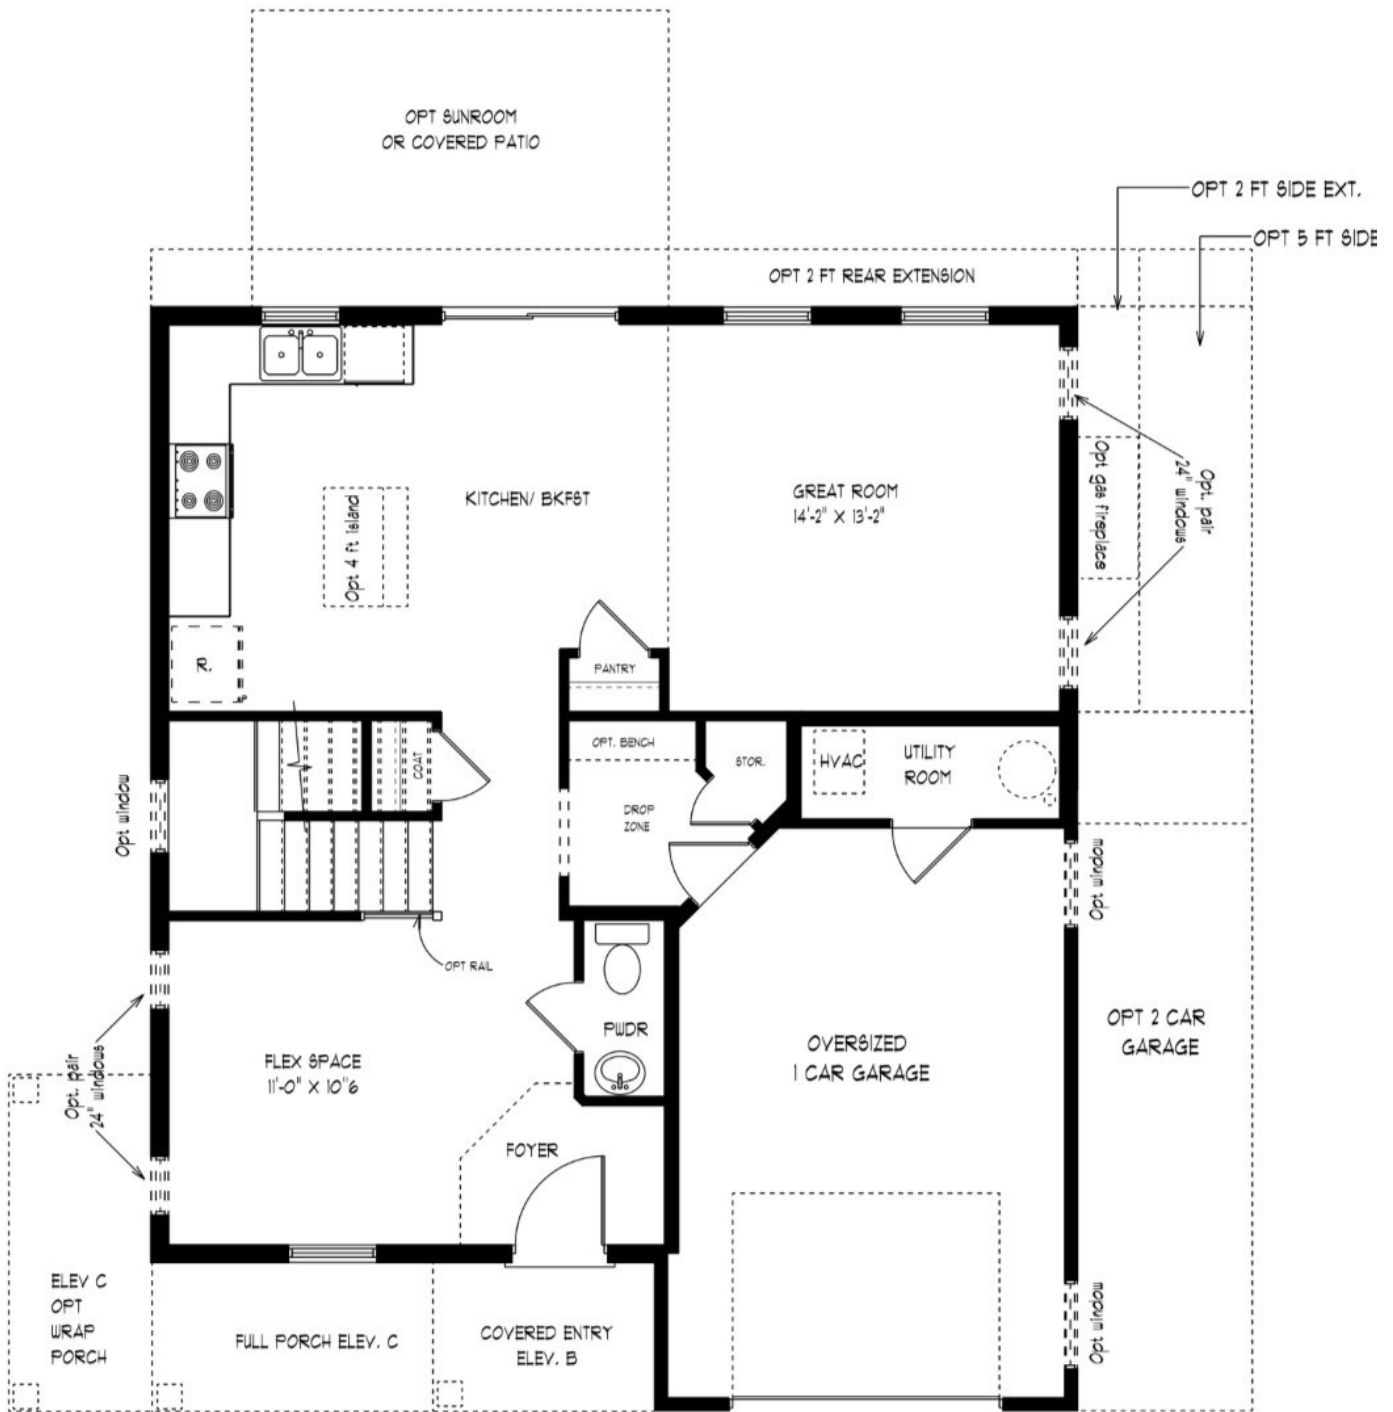 OPT SUNROOM
OR COVERED PATIO
OPT 2 FT SIDE EXT.
OPT 5 FT SIDE
OPT 2 FT REAR EXTENSION
KITCHEN/ BKFST
GREAT ROOM
14'-2" X 13'-2"
Opt 4 ft island
Opt gas fireplace
Opt. pair
24" windows
R.
PANTRY
COAT
OPT. BENCH
STOR.
HVAC
UTILITY
ROOM
DROP
ZONE
Opt window
Opt window
OPT RAIL
PWDR
FLEX SPACE
11'-0" X 10"6
Opt. pair
24" windows
OVERSIZED
1 CAR GARAGE
OPT 2 CAR
GARAGE
FOYER
ELEV C
OPT
WRAP
PORCH
FULL PORCH ELEV. C
COVERED ENTRY
ELEV. B
Opt window